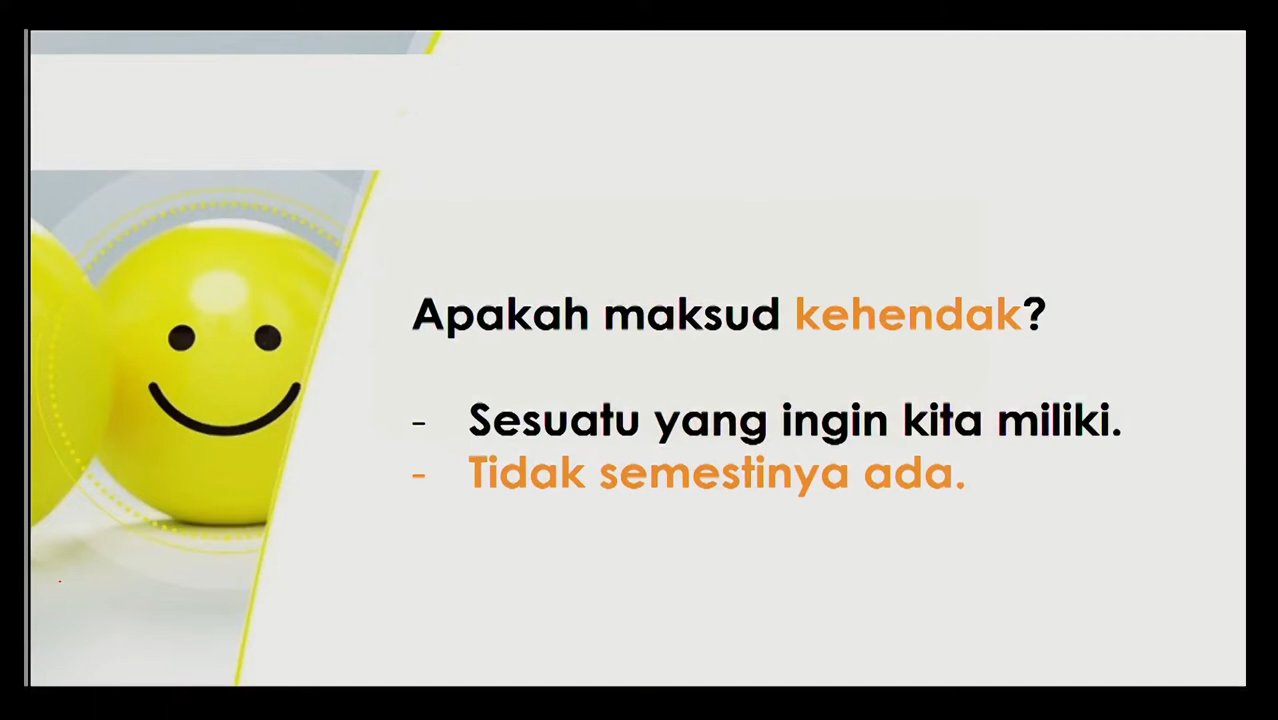 Apakah maksud kehendak?
- Sesuatu yang ingin kita miliki.
- Tidak semestinya ada.